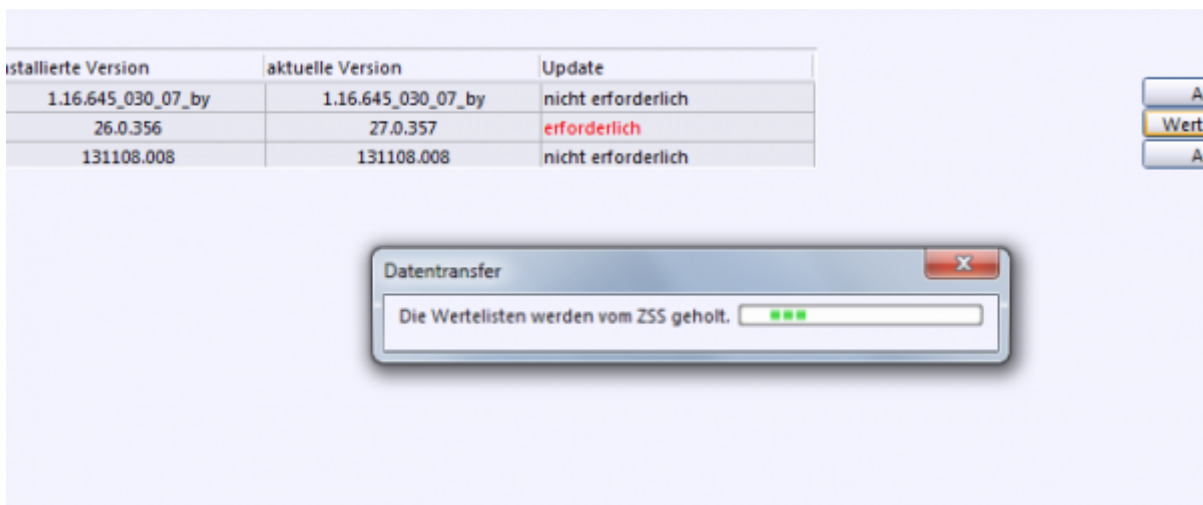 nstallierte Version aktuelle Version Update
1.16.645_030_07_by 1.16.645_030_07_by nicht erforderlich A
26.0.356 27.0.357 erforderlich Wert
131108.008 131108.008 nicht erforderlich A
Datentransfer
Die Wertelisten werden vom ZSS geholt.